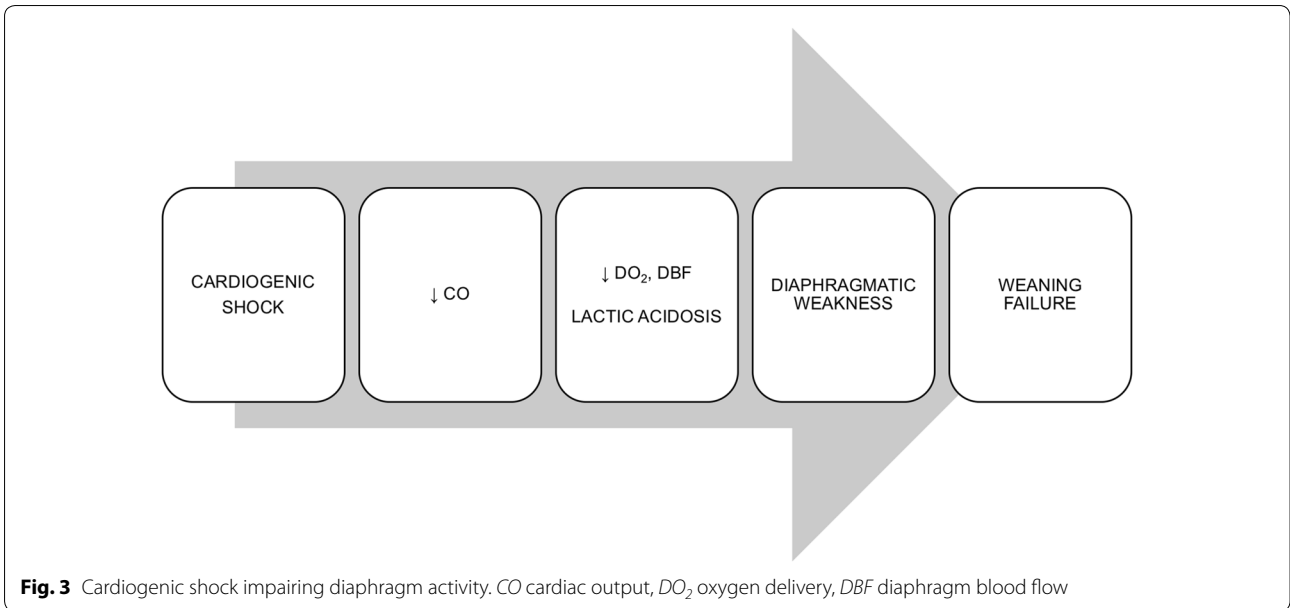 CARDIOGENIC
SHOCK
↓ CO
↓ DO₂, DBF
LACTIC ACIDOSIS
DIAPHRAGMATIC
WEAKNESS
WEANING
FAILURE
Fig. 3 Cardiogenic shock impairing diaphragm activity. CO cardiac output, DO₂ oxygen delivery, DBF diaphragm blood flow